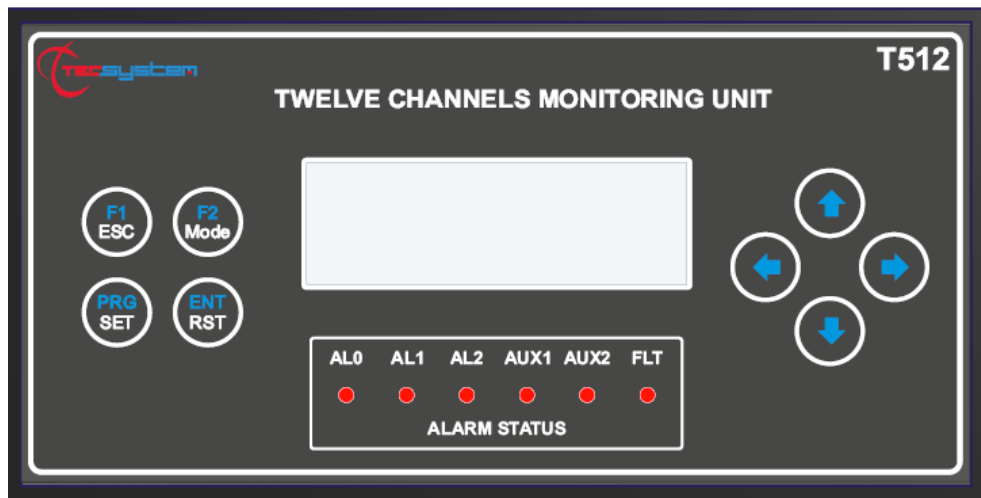 TECSYSTEM
T512
TWELVE CHANNELS MONITORING UNIT
F1
ESC
F2
Mode
PRG
SET
ENT
RST
AL0 AL1 AL2 AUX1 AUX2 FLT
ALARM STATUS